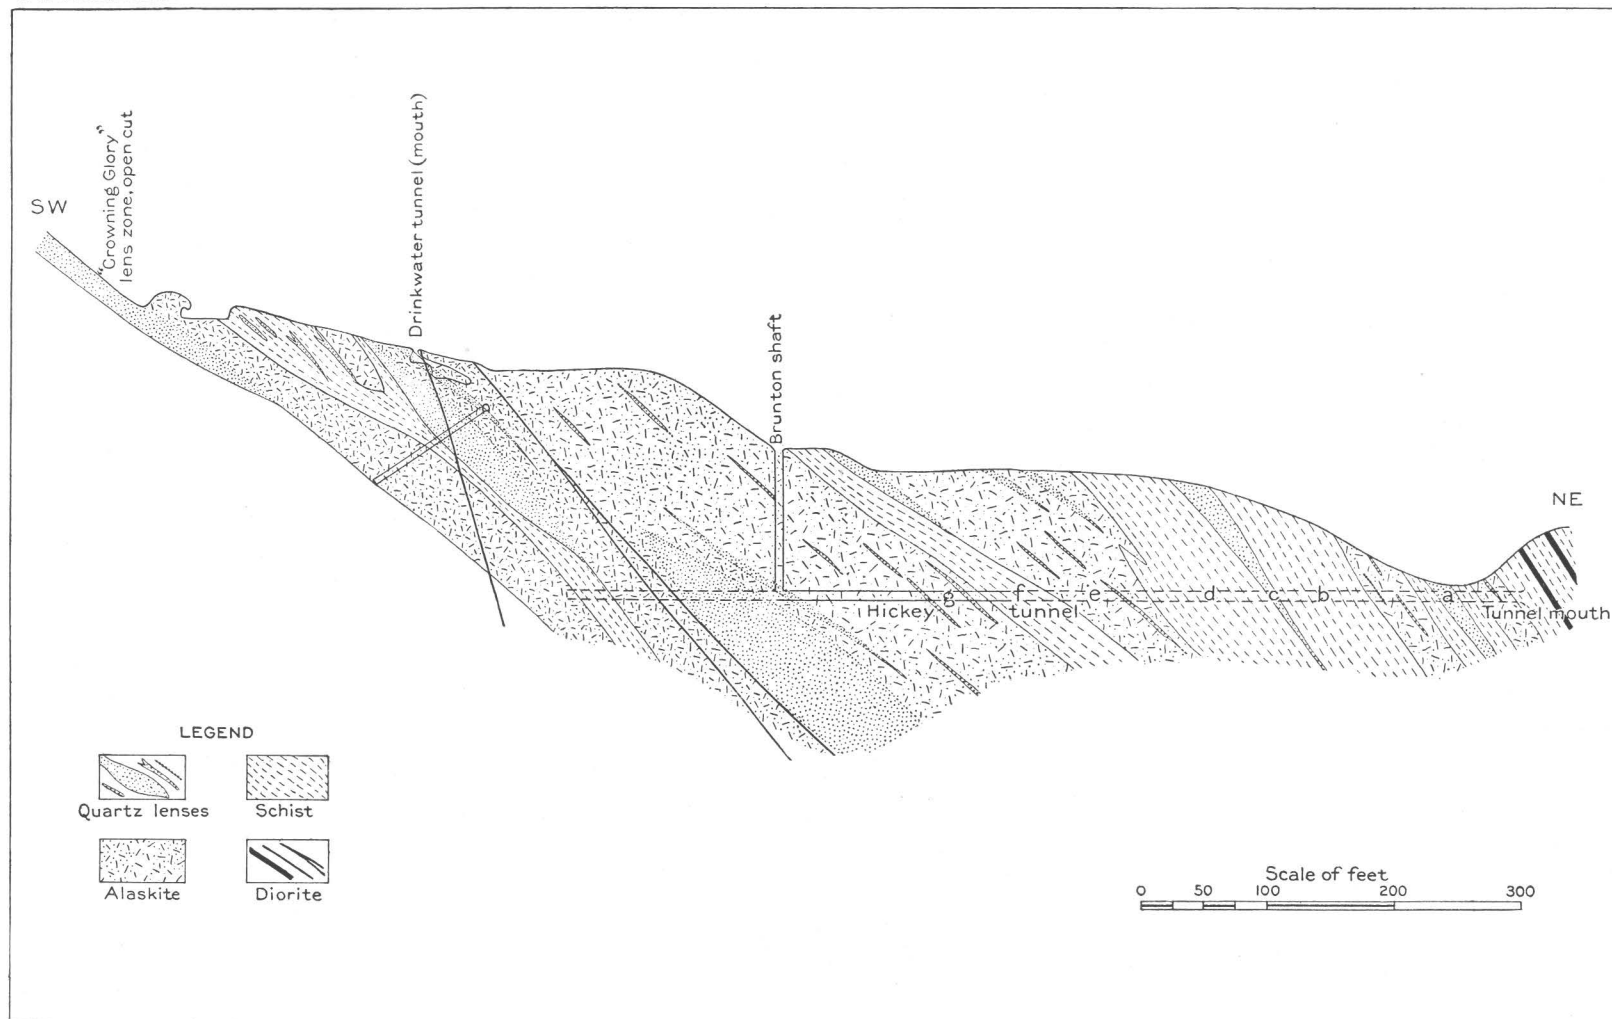 SW
"Crowning Glory"
lens zone, open cut
Drinkwater tunnel (mouth)
Brunton shaft
NE
g f e d c b a
Hickey tunnel Tunnel mouth
LEGEND
Quartz lenses Schist
Alaskite Diorite
Scale of feet
0 50 100 200 300